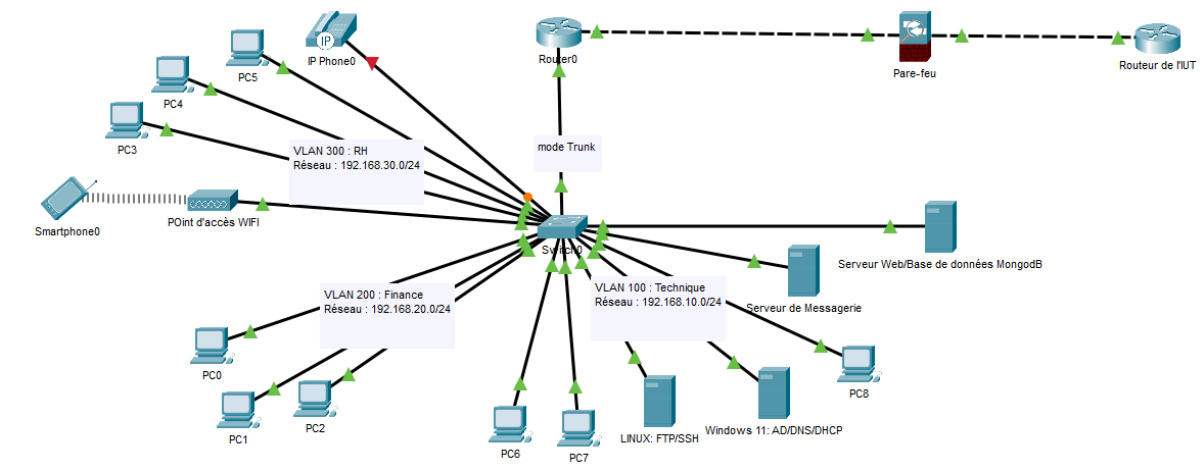 IP
IP Phone0
PC5
PC4
PC3
Router0
Pare-feu
Routeur de l'IUT
mode Trunk
VLAN 300 : RH
Réseau : 192.168.30.0/24
Smartphone0
POint d'accès WIFI
Switch0
Serveur Web/Base de données MongodB
Serveur de Messagerie
VLAN 200 : Finance
Réseau : 192.168.20.0/24
VLAN 100 : Technique
Réseau : 192.168.10.0/24
PC0
PC1
PC2
PC6
PC7
LINUX: FTP/SSH
Windows 11: AD/DNS/DHCP
PC8